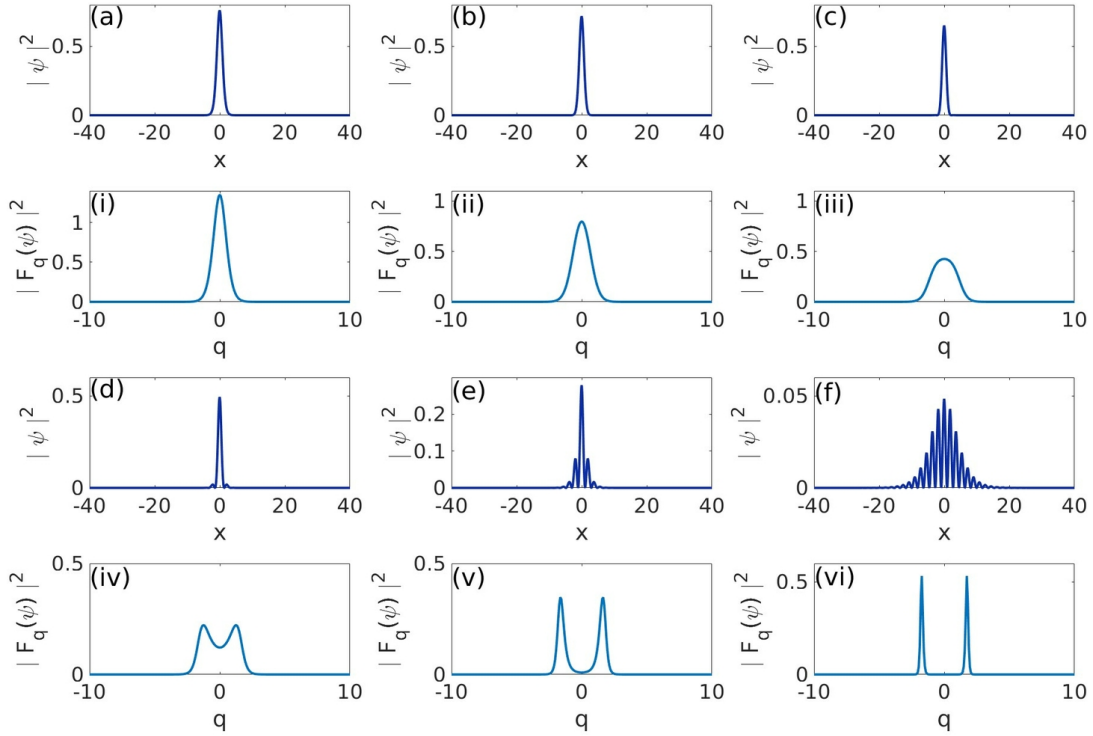 (a) (b) (c)
| ψ |² 0.5 0 | ψ |² 0.5 0 | ψ |² 0.5 0
-40 -20 0 20 40 -40 -20 0 20 40 -40 -20 0 20 40
x x x
(i) (ii) (iii)
| F_q(ψ) |² 1 0.5 0 | F_q(ψ) |² 1 0.5 0 | F_q(ψ) |² 1 0.5 0
-10 0 10 -10 0 10 -10 0 10
q q q
(d) (e) (f)
| ψ |² 0.5 0 | ψ |² 0.2 0.1 0 | ψ |² 0.05 0
-40 -20 0 20 40 -40 -20 0 20 40 -40 -20 0 20 40
x x x
(iv) (v) (vi)
| F_q(ψ) |² 0.5 0 | F_q(ψ) |² 0.5 0 | F_q(ψ) |² 0.5 0
-10 0 10 -10 0 10 -10 0 10
q q q